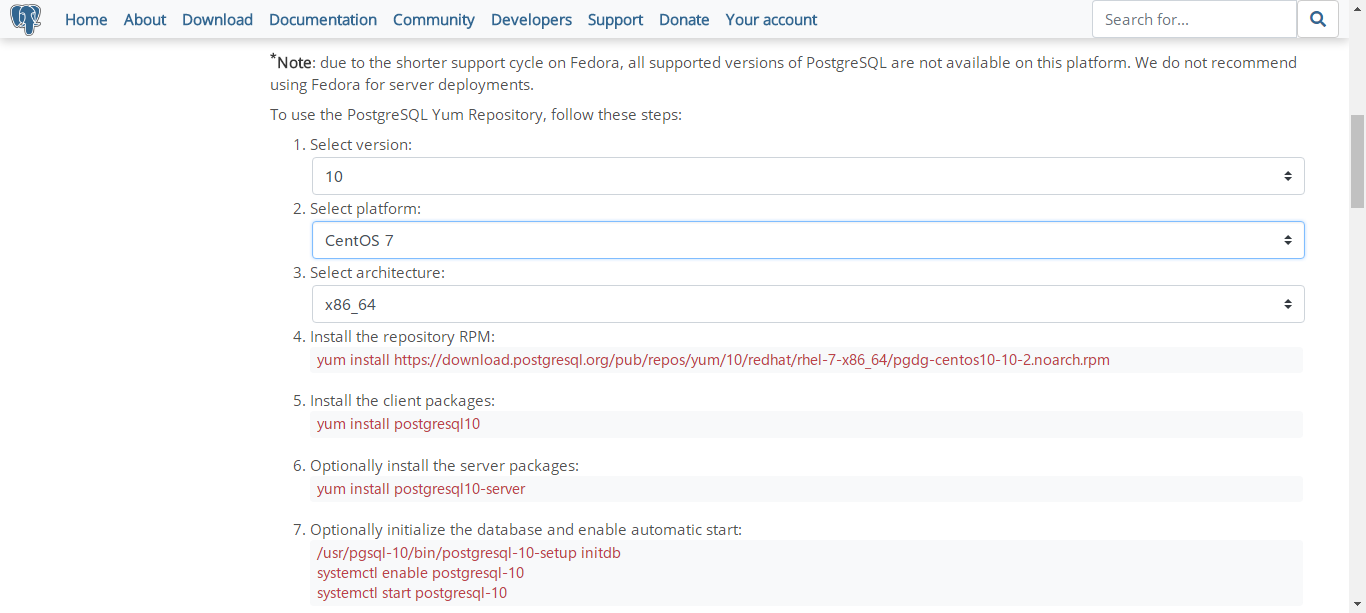 Home About Download Documentation Community Developers Support Donate Your account Search for...
*Note: due to the shorter support cycle on Fedora, all supported versions of PostgreSQL are not available on this platform. We do not recommend
using Fedora for server deployments.
To use the PostgreSQL Yum Repository, follow these steps:
1. Select version:
10
2. Select platform:
CentOS 7
3. Select architecture:
x86_64
4. Install the repository RPM:
yum install https://download.postgresql.org/pub/repos/yum/10/redhat/rhel-7-x86_64/pgdg-centos10-10-2.noarch.rpm
5. Install the client packages:
yum install postgresql10
6. Optionally install the server packages:
yum install postgresql10-server
7. Optionally initialize the database and enable automatic start:
/usr/pgsql-10/bin/postgresql-10-setup initdb
systemctl enable postgresql-10
systemctl start postgresql-10